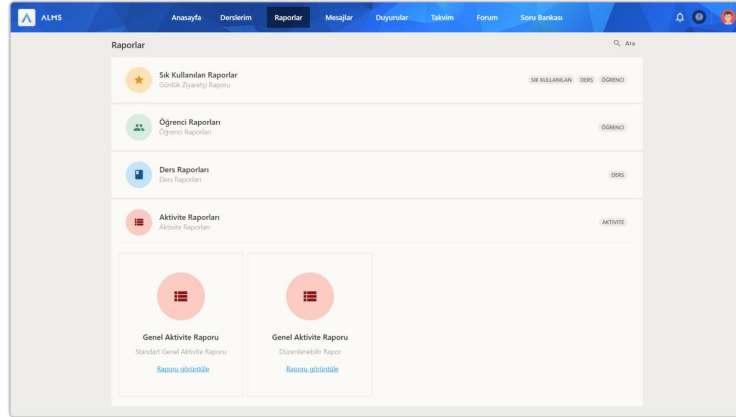 ALMS Anasayfa Derslerim Raporlar Mesajlar Duyurular Takvim Forum Soru Bankası
Raporlar Ara
Sık Kullanılan Raporlar
Günlük Ziyaretçi Raporu
SIK KULLANILAN DERS ÖĞRENCİ
Öğrenci Raporları
Öğrenci Raporları
ÖĞRENCİ
Ders Raporları
Ders Raporları
DERS
Aktivite Raporları
Aktivite Raporları
AKTİVİTE
Genel Aktivite Raporu
Standart Genel Aktivite Raporu
Raporu görüntüle
Genel Aktivite Raporu
Düzenlenebilir Rapor
Raporu görüntüle